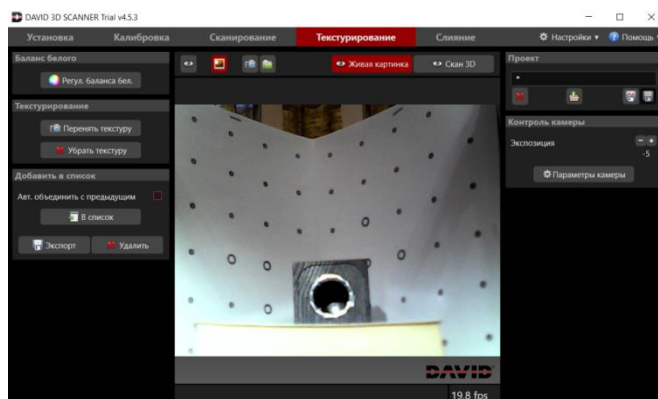 DAVID 3D SCANNER Trial v4.5.3
Установка Калибровка Сканирование Текстурирование Слияние Настройки Помощь
Баланс белого
Регул. баланса бел.
Текстурирование
Перенять текстуру
Убрать текстуру
Добавить в список
Авт. объединить с предыдущим
В список
Экспорт Удалить
Живая картинка Скан 3D
DAVID
19.8 fps
Проект
*
Контроль камеры
Экспозиция
-5
Параметры камеры